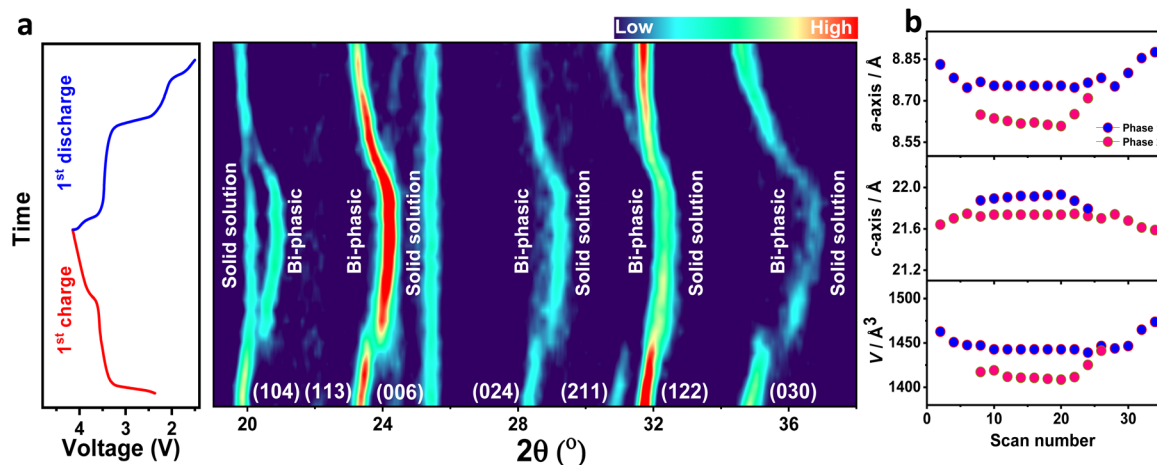 a
Low
High
1st discharge
1st charge
Time
4
3
2
Voltage (V)
Solid solution
Bi-phasic
Bi-phasic
Solid solution
Bi-phasic
Solid solution
Bi-phasic
Solid solution
Bi-phasic
Solid solution
(104)
(113)
(006)
(024)
(211)
(122)
(030)
20
24
28
32
36
2θ (°)
b
8.85
8.70
8.55
a-axis / Å
Phase
Phase
22.0
21.6
21.2
c-axis / Å
1500
1450
1400
V / Å3
0
10
20
30
Scan number